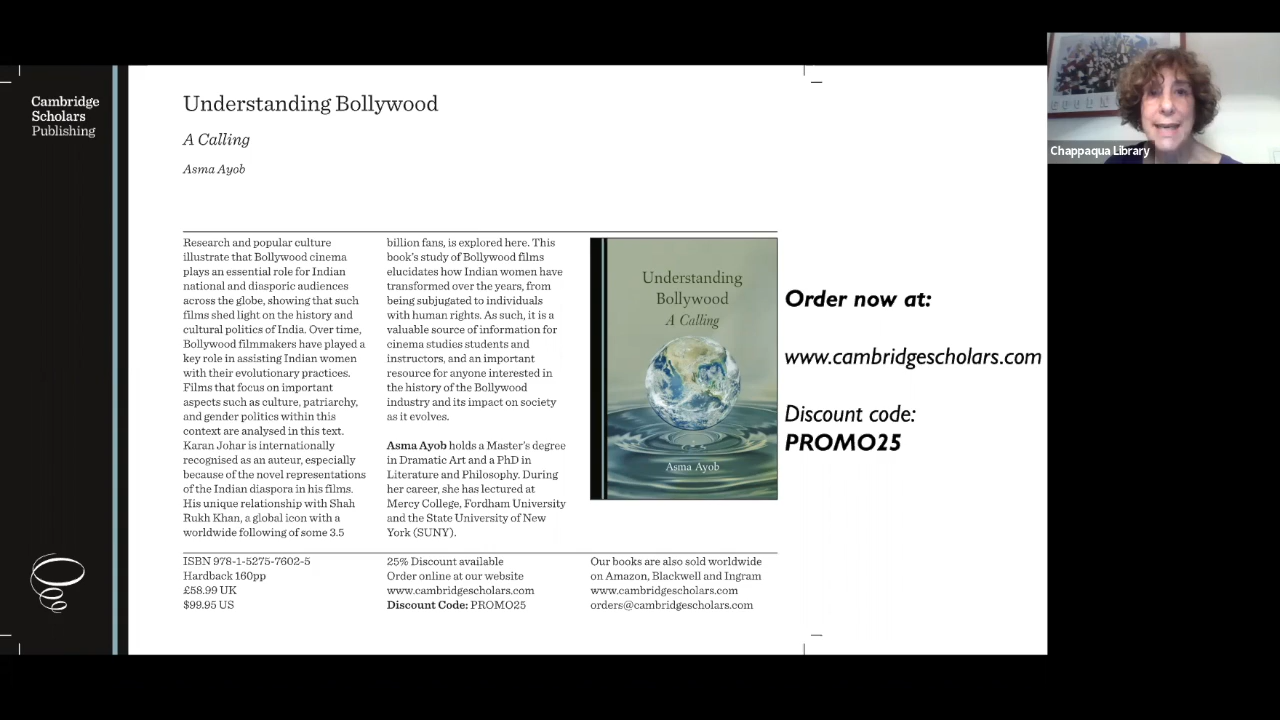 Cambridge
Scholars
Publishing
Understanding Bollywood
A Calling
Asma Ayob
Research and popular culture
illustrate that Bollywood cinema
plays an essential role for Indian
national and diasporic audiences
across the globe, showing that such
films shed light on the history and
cultural politics of India. Over time,
Bollywood filmmakers have played a
key role in assisting Indian women
with their evolutionary practices.
Films that focus on important
aspects such as culture, patriarchy,
and gender politics within this
context are analysed in this text.
Karan Johar is internationally
recognised as an auteur, especially
because of the novel representations
of the Indian diaspora in his films.
His unique relationship with Shah
Rukh Khan, a global icon with a
worldwide following of some 3.5
billion fans, is explored here. This
book's study of Bollywood films
elucidates how Indian women have
transformed over the years, from
being subjugated to individuals
with human rights. As such, it is a
valuable source of information for
cinema studies students and
instructors, and an important
resource for anyone interested in
the history of the Bollywood
industry and its impact on society
as it evolves.
Asma Ayob holds a Master's degree
in Dramatic Art and a PhD in
Literature and Philosophy. During
her career, she has lectured at
Mercy College, Fordham University
and the State University of New
York (SUNY).
Understanding
Bollywood
A Calling
Asma Ayob
Order now at:
www.cambridgescholars.com
Discount code:
PROMO25
ISBN 978-1-5275-7602-5
Hardback 160pp
£58.99 UK
$99.95 US
25% Discount available
Order online at our website
www.cambridgescholars.com
Discount Code: PROMO25
Our books are also sold worldwide
on Amazon, Blackwell and Ingram
www.cambridgescholars.com
orders@cambridgescholars.com
Chappaqua Library